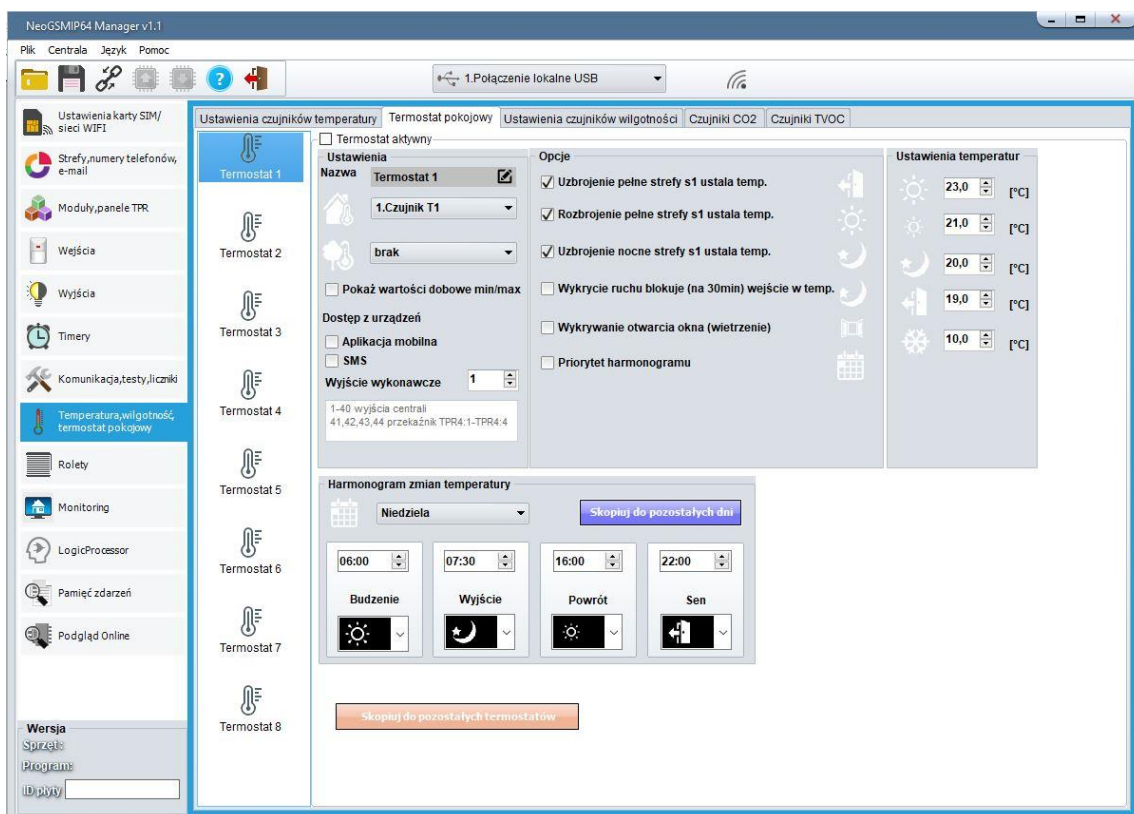 NeoGSMIP64 Manager v1.1
Plik Centrala Język Pomoc
1.Połączenie lokalne USB
Ustawienia karty SIM/
sieci WIFI
Strefy,numery telefonów,
e-mail
Moduły,panele TPR
Wejścia
Wyjścia
Timery
Komunikacja,testy,liczniki
Temperatura,wilgotność,
termostat pokojowy
Rolety
Monitoring
LogicProcessor
Pamięć zdarzeń
Podgląd Online
Wersja
Sprzęt:
Program:
ID płyty
Ustawienia czujników temperatury Termostat pokojowy Ustawienia czujników wilgotności Czujniki CO2 Czujniki TVOC
Termostat 1
Termostat 2
Termostat 3
Termostat 4
Termostat 5
Termostat 6
Termostat 7
Termostat 8
Termostat aktywny
Ustawienia
Nazwa Termostat 1
1.Czujnik T1
brak
Pokaż wartości dobowe min/max
Dostęp z urządzeń
Aplikacja mobilna
SMS
Wyjście wykonawcze 1
1-40 wyjścia centrali
41,42,43,44 przekaźnik TPR4:1-TPR4:4
Opcje
Uzbrojenie pełne strefy s1 ustala temp.
Rozbrojenie pełne strefy s1 ustala temp.
Uzbrojenie nocne strefy s1 ustala temp.
Wykrycie ruchu blokuje (na 30min) wejście w temp.
Wykrywanie otwarcia okna (wietrzenie)
Priorytet harmonogramu
Ustawienia temperatur
23,0 [°C]
21,0 [°C]
20,0 [°C]
19,0 [°C]
10,0 [°C]
Harmonogram zmian temperatury
Niedziela
Skopiuj do pozostałych dni
06:00 07:30 16:00 22:00
Budzenie Wyjście Powrót Sen
Skopiuj do pozostałych termostatów